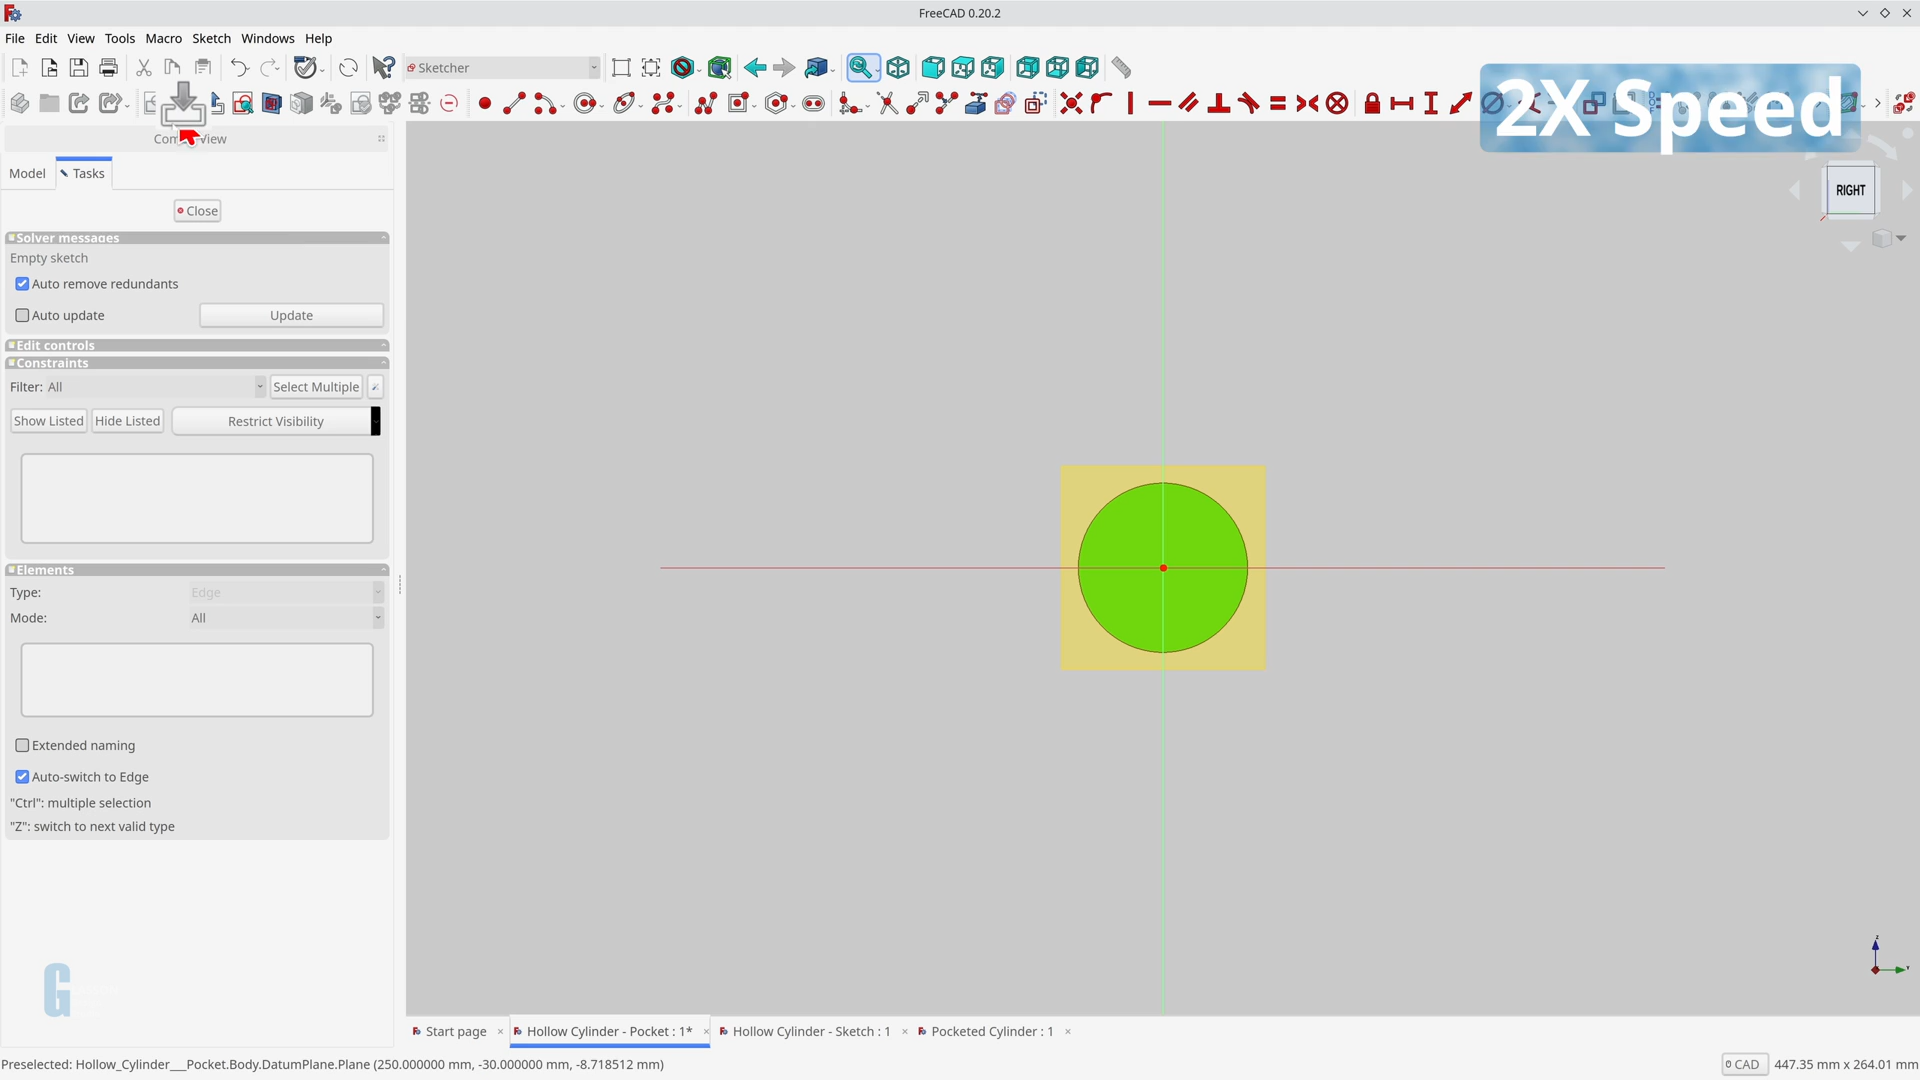 FreeCAD 0.20.2
File Edit View Tools Macro Sketch Windows Help
Sketcher
2X Speed
Model Tasks
RIGHT
Close
Solver messages
Empty sketch
Auto remove redundants
Auto update Update
Edit controls
Constraints
Filter: All Select Multiple
Show Listed Hide Listed Restrict Visibility
Elements
Type: Edge
Mode: All
Extended naming
Auto-switch to Edge
"Ctrl": multiple selection
"Z": switch to next valid type
G
Start page Hollow Cylinder - Pocket : 1* Hollow Cylinder - Sketch : 1 Pocketed Cylinder : 1
Preselected: Hollow_Cylinder___Pocket.Body.DatumPlane.Plane (250.000000 mm, -30.000000 mm, -8.718512 mm) CAD 447.35 mm x 264.01 mm